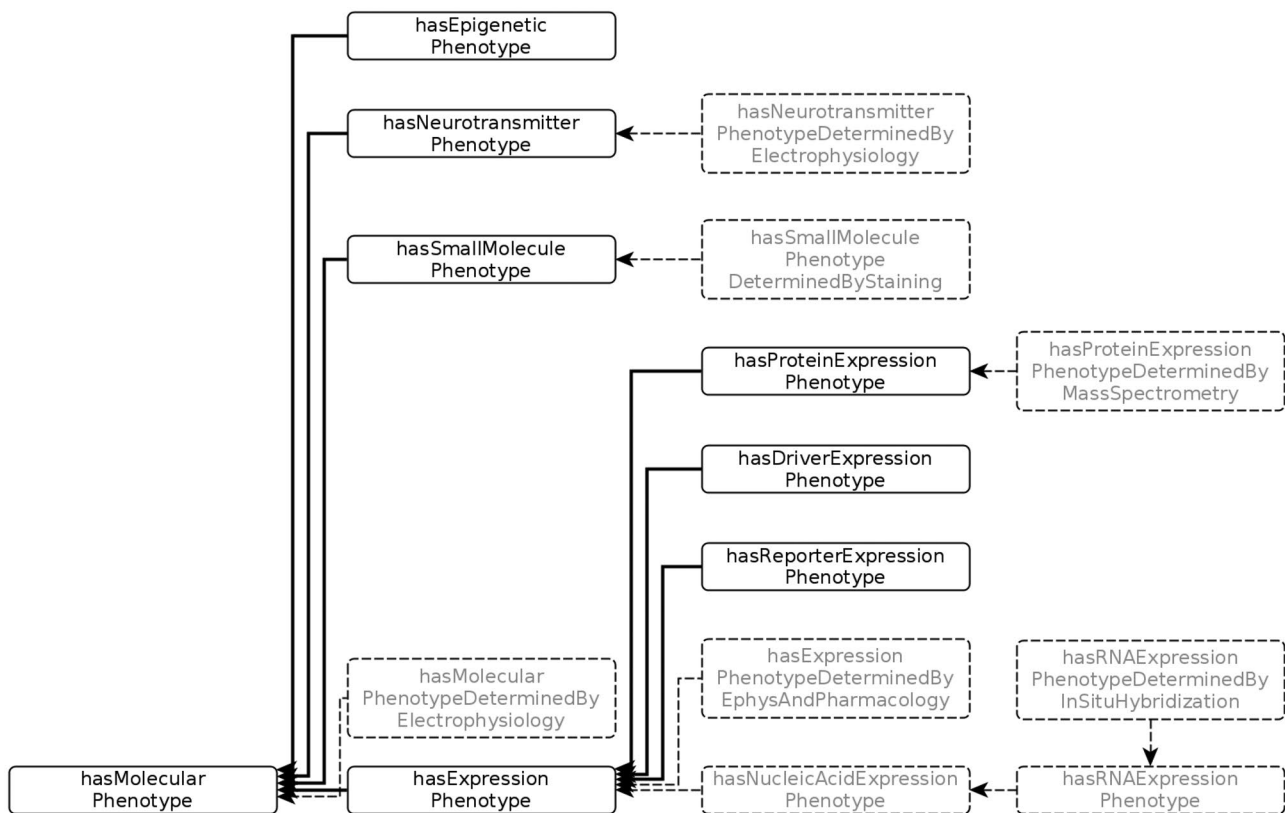 hasEpigenetic
Phenotype
hasNeurotransmitter
Phenotype
hasNeurotransmitter
PhenotypeDeterminedBy
Electrophysiology
hasSmallMolecule
Phenotype
hasSmallMolecule
Phenotype
DeterminedByStaining
hasProteinExpression
Phenotype
hasProteinExpression
PhenotypeDeterminedBy
MassSpectrometry
hasDriverExpression
Phenotype
hasReporterExpression
Phenotype
hasMolecular
PhenotypeDeterminedBy
Electrophysiology
hasExpression
PhenotypeDeterminedBy
EphysAndPharmacology
hasRNAExpression
PhenotypeDeterminedBy
InSituHybridization
hasMolecular
Phenotype
hasExpression
Phenotype
hasNucleicAcidExpression
Phenotype
hasRNAExpression
Phenotype